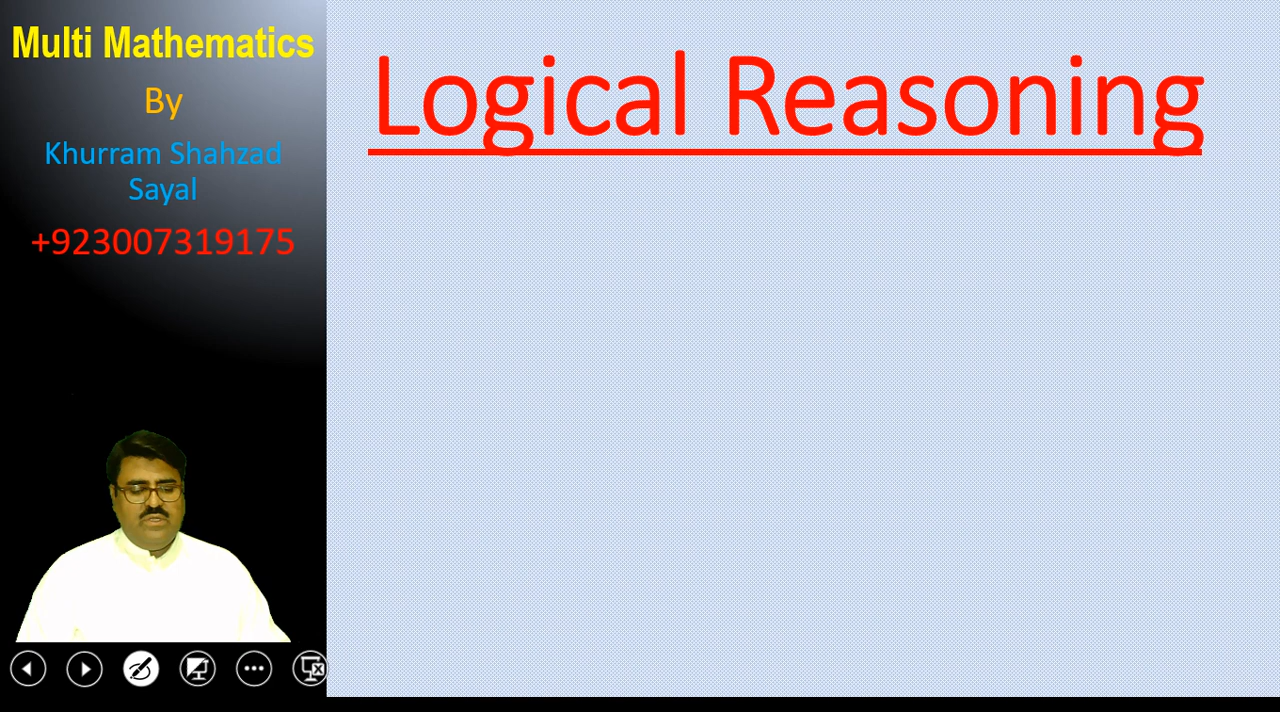 Multi Mathematics
By
Khurram Shahzad
Sayal
+923007319175
Logical Reasoning